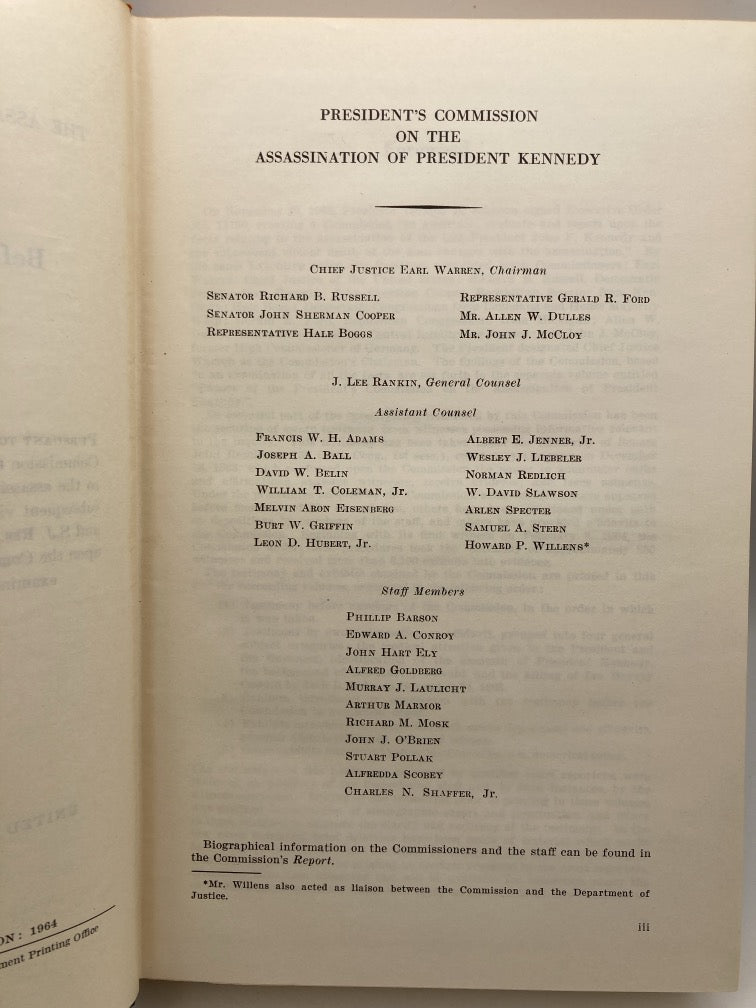 PRESIDENT'S COMMISSION
ON THE
ASSASSINATION OF PRESIDENT KENNEDY
CHIEF JUSTICE EARL WARREN, Chairman
SENATOR RICHARD B. RUSSELL
SENATOR JOHN SHERMAN COOPER
REPRESENTATIVE HALE BOGGS
REPRESENTATIVE GERALD R. FORD
MR. ALLEN W. DULLES
MR. JOHN J. MCCLOY
J. LEE RANKIN, General Counsel
Assistant Counsel
FRANCIS W. H. ADAMS
JOSEPH A. BALL
DAVID W. BELIN
WILLIAM T. COLEMAN, Jr.
MELVIN ARON EISENBERG
BURT W. GRIFFIN
LEON D. HUBERT, Jr.
ALBERT E. JENNER, Jr.
WESLEY J. LIEBELER
NORMAN REDLICH
W. DAVID SLAWSON
ARLEN SPECTER
SAMUEL A. STERN
HOWARD P. WILLENS*
Staff Members
PHILLIP BARSON
EDWARD A. CONROY
JOHN HART ELY
ALFRED GOLDBERG
MURRAY J. LAULICHT
ARTHUR MARMOR
RICHARD M. MOSK
JOHN J. O'BRIEN
STUART POLLAK
ALFREDDA SCOBEY
CHARLES N. SHAFFER, Jr.
Biographical information on the Commissioners and the staff can be found in
the Commission's Report.
*Mr. Willens also acted as liaison between the Commission and the Department of
Justice.
iii
ON: 1964
ment Printing Office